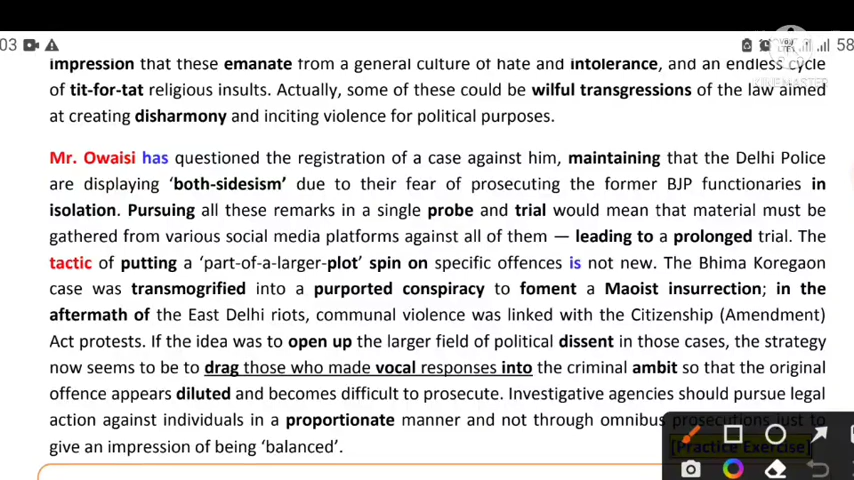 03
58
KINEMASTER
impression that these emanate from a general culture of hate and intolerance, and an endless cycle
of tit-for-tat religious insults. Actually, some of these could be wilful transgressions of the law aimed
at creating disharmony and inciting violence for political purposes.
Mr. Owaisi has questioned the registration of a case against him, maintaining that the Delhi Police
are displaying ‘both-sidesism’ due to their fear of prosecuting the former BJP functionaries in
isolation. Pursuing all these remarks in a single probe and trial would mean that material must be
gathered from various social media platforms against all of them — leading to a prolonged trial. The
tactic of putting a ‘part-of-a-larger-plot’ spin on specific offences is not new. The Bhima Koregaon
case was transmogrified into a purported conspiracy to foment a Maoist insurrection; in the
aftermath of the East Delhi riots, communal violence was linked with the Citizenship (Amendment)
Act protests. If the idea was to open up the larger field of political dissent in those cases, the strategy
now seems to be to drag those who made vocal responses into the criminal ambit so that the original
offence appears diluted and becomes difficult to prosecute. Investigative agencies should pursue legal
action against individuals in a proportionate manner and not through omnibus prosecutions just to
give an impression of being ‘balanced’. [Practice Exercise]